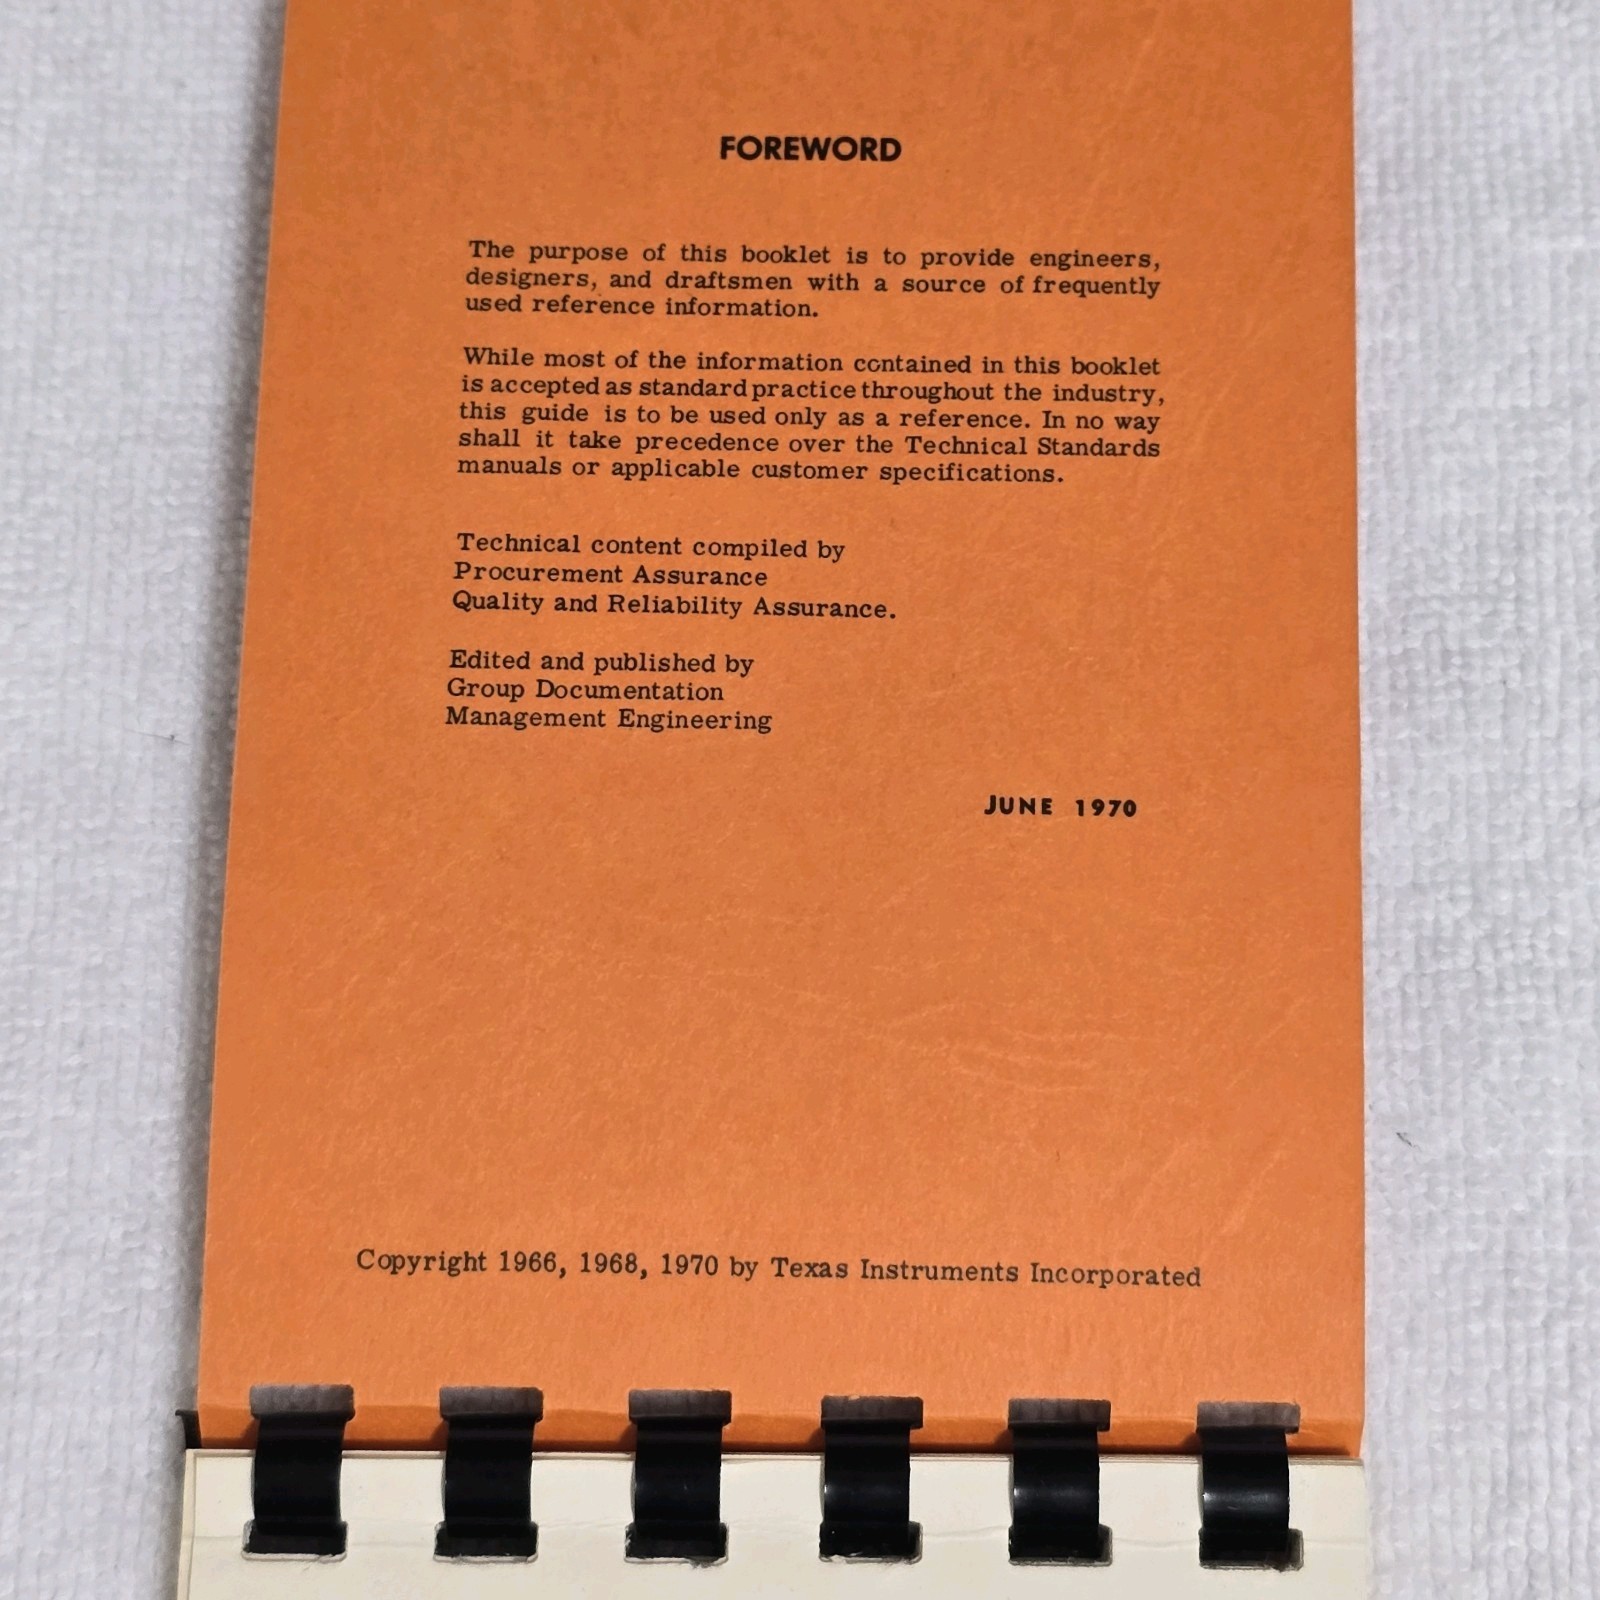 FOREWORD
The purpose of this booklet is to provide engineers,
designers, and draftsmen with a source of frequently
used reference information.
While most of the information contained in this booklet
is accepted as standard practice throughout the industry,
this guide is to be used only as a reference. In no way
shall it take precedence over the Technical Standards
manuals or applicable customer specifications.
Technical content compiled by
Procurement Assurance
Quality and Reliability Assurance.
Edited and published by
Group Documentation
Management Engineering
JUNE 1970
Copyright 1966, 1968, 1970 by Texas Instruments Incorporated